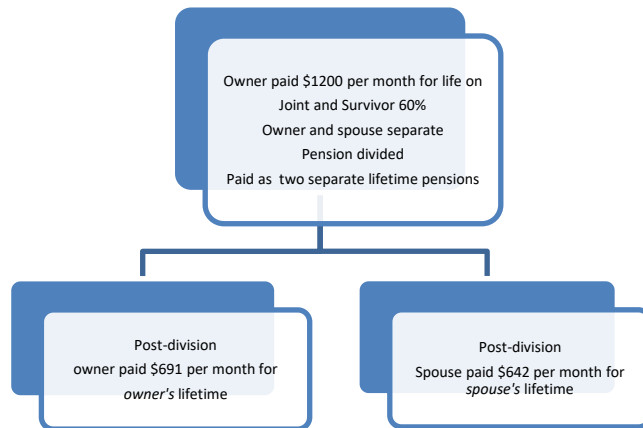 Owner paid $1200 per month for life on
Joint and Survivor 60%
Owner and spouse separate
Pension divided
Paid as two separate lifetime pensions
Post-division
owner paid $691 per month for
owner's lifetime
Post-division
Spouse paid $642 per month for
spouse's lifetime